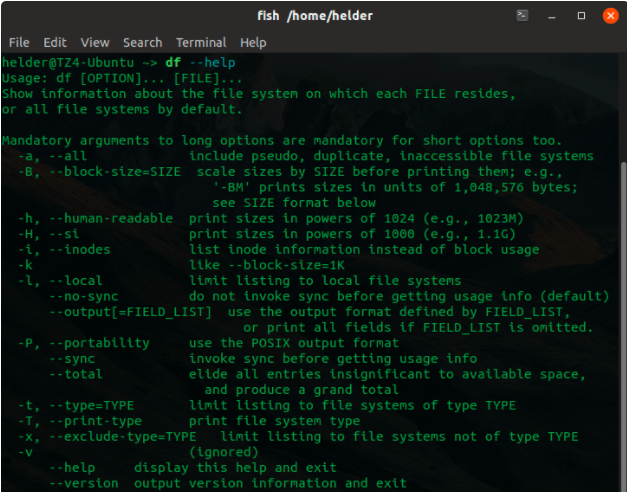 fish /home/helder
File Edit View Search Terminal Help
helder@TZ4-Ubuntu ~> df --help
Usage: df [OPTION]... [FILE]...
Show information about the file system on which each FILE resides,
or all file systems by default.
Mandatory arguments to long options are mandatory for short options too.
  -a, --all             include pseudo, duplicate, inaccessible file systems
  -B, --block-size=SIZE  scale sizes by SIZE before printing them; e.g.,
                           '-BM' prints sizes in units of 1,048,576 bytes;
                           see SIZE format below
  -h, --human-readable  print sizes in powers of 1024 (e.g., 1023M)
  -H, --si              print sizes in powers of 1000 (e.g., 1.1G)
  -i, --inodes          list inode information instead of block usage
  -k                    like --block-size=1K
  -l, --local           limit listing to local file systems
      --no-sync         do not invoke sync before getting usage info (default)
      --output[=FIELD_LIST]  use the output format defined by FIELD_LIST,
                               or print all fields if FIELD_LIST is omitted.
  -P, --portability     use the POSIX output format
      --sync            invoke sync before getting usage info
      --total           elide all entries insignificant to available space,
                          and produce a grand total
  -t, --type=TYPE       limit listing to file systems of type TYPE
  -T, --print-type      print file system type
  -x, --exclude-type=TYPE   limit listing to file systems not of type TYPE
  -v                    (ignored)
      --help     display this help and exit
      --version  output version information and exit